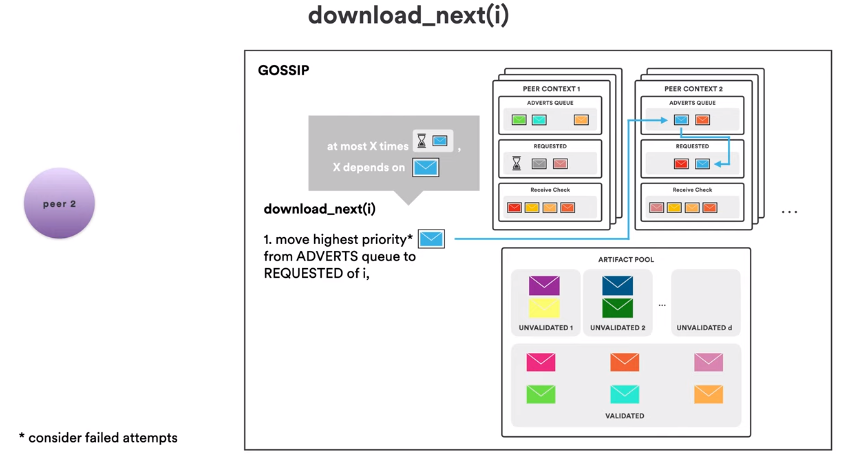 download_next(i)
GOSSIP
PEER CONTEXT 1
ADVERTS QUEUE
REQUESTED
Receive Check
PEER CONTEXT 2
ADVERTS QUEUE
REQUESTED
Receive Check
...
at most X times ,
X depends on
peer 2
download_next(i)
1. move highest priority*
from ADVERTS queue to
REQUESTED of i,
ARTIFACT POOL
UNVALIDATED 1
UNVALIDATED 2
...
UNVALIDATED d
VALIDATED
* consider failed attempts